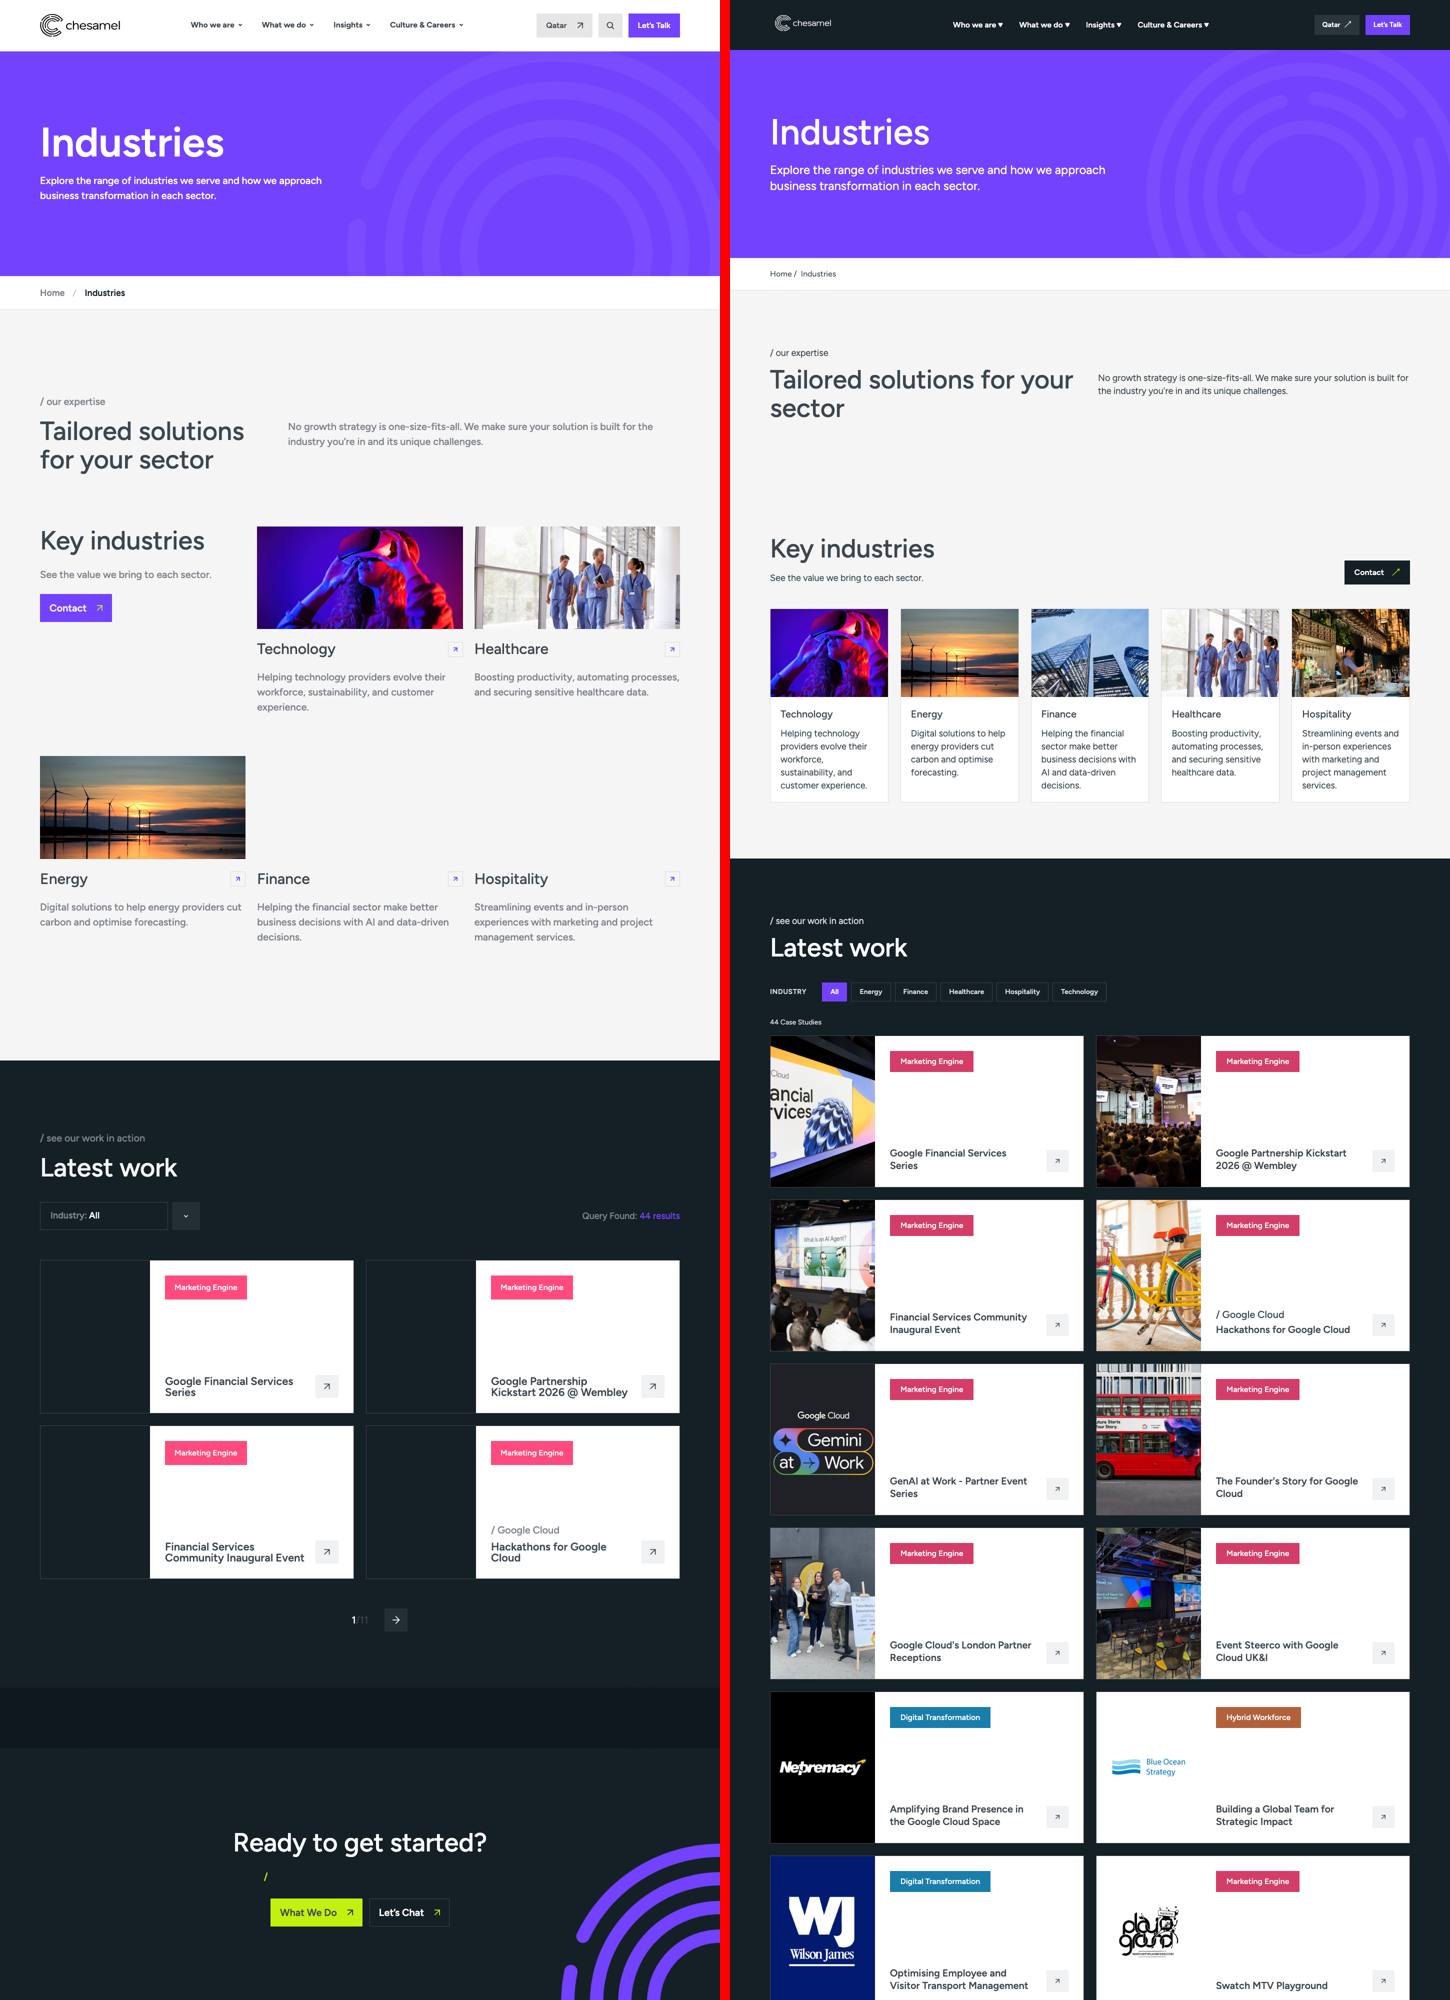 chesamel
Who we are
What we do
Insights
Culture & Careers
Qatar
Let's Talk
Industries
Explore the range of industries we serve and how we approach
business transformation in each sector.
Home / Industries
/ our expertise
Tailored solutions
for your sector
No growth strategy is one-size-fits-all. We make sure your solution is built for the
industry you're in and its unique challenges.
Key industries
See the value we bring to each sector.
Contact
Technology
Helping technology providers evolve their
workforce, sustainability, and customer
experience.
Healthcare
Boosting productivity, automating processes,
and securing sensitive healthcare data.
Energy
Digital solutions to help energy providers cut
carbon and optimise forecasting.
Finance
Helping the financial sector make better
business decisions with AI and data-driven
decisions.
Hospitality
Streamlining events and in-person
experiences with marketing and project
management services.
/ see our work in action
Latest work
Industry: All
Query Found: 44 results
Marketing Engine
Google Financial Services
Series
Marketing Engine
Google Partnership
Kickstart 2026 @ Wembley
Marketing Engine
Financial Services
Community Inaugural Event
Marketing Engine
/ Google Cloud
Hackathons for Google
Cloud
1/11
Ready to get started?
/
What We Do
Let's Chat
chesamel
Who we are
What we do
Insights
Culture & Careers
Qatar
Let's Talk
Industries
Explore the range of industries we serve and how we approach
business transformation in each sector.
Home / Industries
/ our expertise
Tailored solutions for your
sector
No growth strategy is one-size-fits-all. We make sure your solution is built for
the industry you're in and its unique challenges.
Key industries
See the value we bring to each sector.
Contact
Technology
Helping technology
providers evolve their
workforce,
sustainability, and
customer experience.
Energy
Digital solutions to help
energy providers cut
carbon and optimise
forecasting.
Finance
Helping the financial
sector make better
business decisions with
AI and data-driven
decisions.
Healthcare
Boosting productivity,
automating processes,
and securing sensitive
healthcare data.
Hospitality
Streamlining events and
in-person experiences
with marketing and
project management
services.
/ see our work in action
Latest work
INDUSTRY
All
Energy
Finance
Healthcare
Hospitality
Technology
44 Case Studies
Cloud
ancial
rvices
Marketing Engine
Google Financial Services
Series
Marketing Engine
Google Partnership Kickstart
2026 @ Wembley
What is an AI Agent?
Marketing Engine
Financial Services Community
Inaugural Event
Marketing Engine
/ Google Cloud
Hackathons for Google Cloud
Google Cloud
Gemini
at Work
Marketing Engine
GenAI at Work - Partner Event
Series
Marketing Engine
The Founder's Story for Google
Cloud
Marketing Engine
Google Cloud's London Partner
Receptions
Marketing Engine
Event Steerco with Google
Cloud UK&I
Netpremacy
Digital Transformation
Amplifying Brand Presence in
the Google Cloud Space
Blue Ocean
Strategy
Hybrid Workforce
Building a Global Team for
Strategic Impact
WJ
Wilson James
Digital Transformation
Optimising Employee and
Visitor Transport Management
playground
Marketing Engine
Swatch MTV Playground